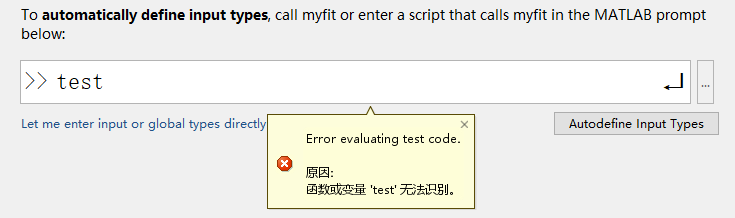 To automatically define input types, call myfit or enter a script that calls myfit in the MATLAB prompt
below:
>> test
...
Let me enter input or global types directly
Autodefine Input Types
Error evaluating test code.
原因:
函数或变量 'test' 无法识别。